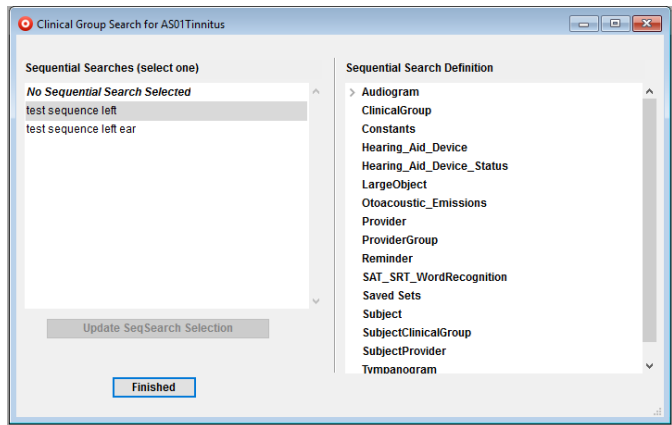 Clinical Group Search for AS01Tinnitus
Sequential Searches (select one)
No Sequential Search Selected
test sequence left
test sequence left ear
Update SeqSearch Selection
Finished
Sequential Search Definition
Audiogram
ClinicalGroup
Constants
Hearing_Aid_Device
Hearing_Aid_Device_Status
LargeObject
Otoacoustic_Emissions
Provider
ProviderGroup
Reminder
SAT_SRT_WordRecognition
Saved Sets
Subject
SubjectClinicalGroup
SubjectProvider
Tympanogram